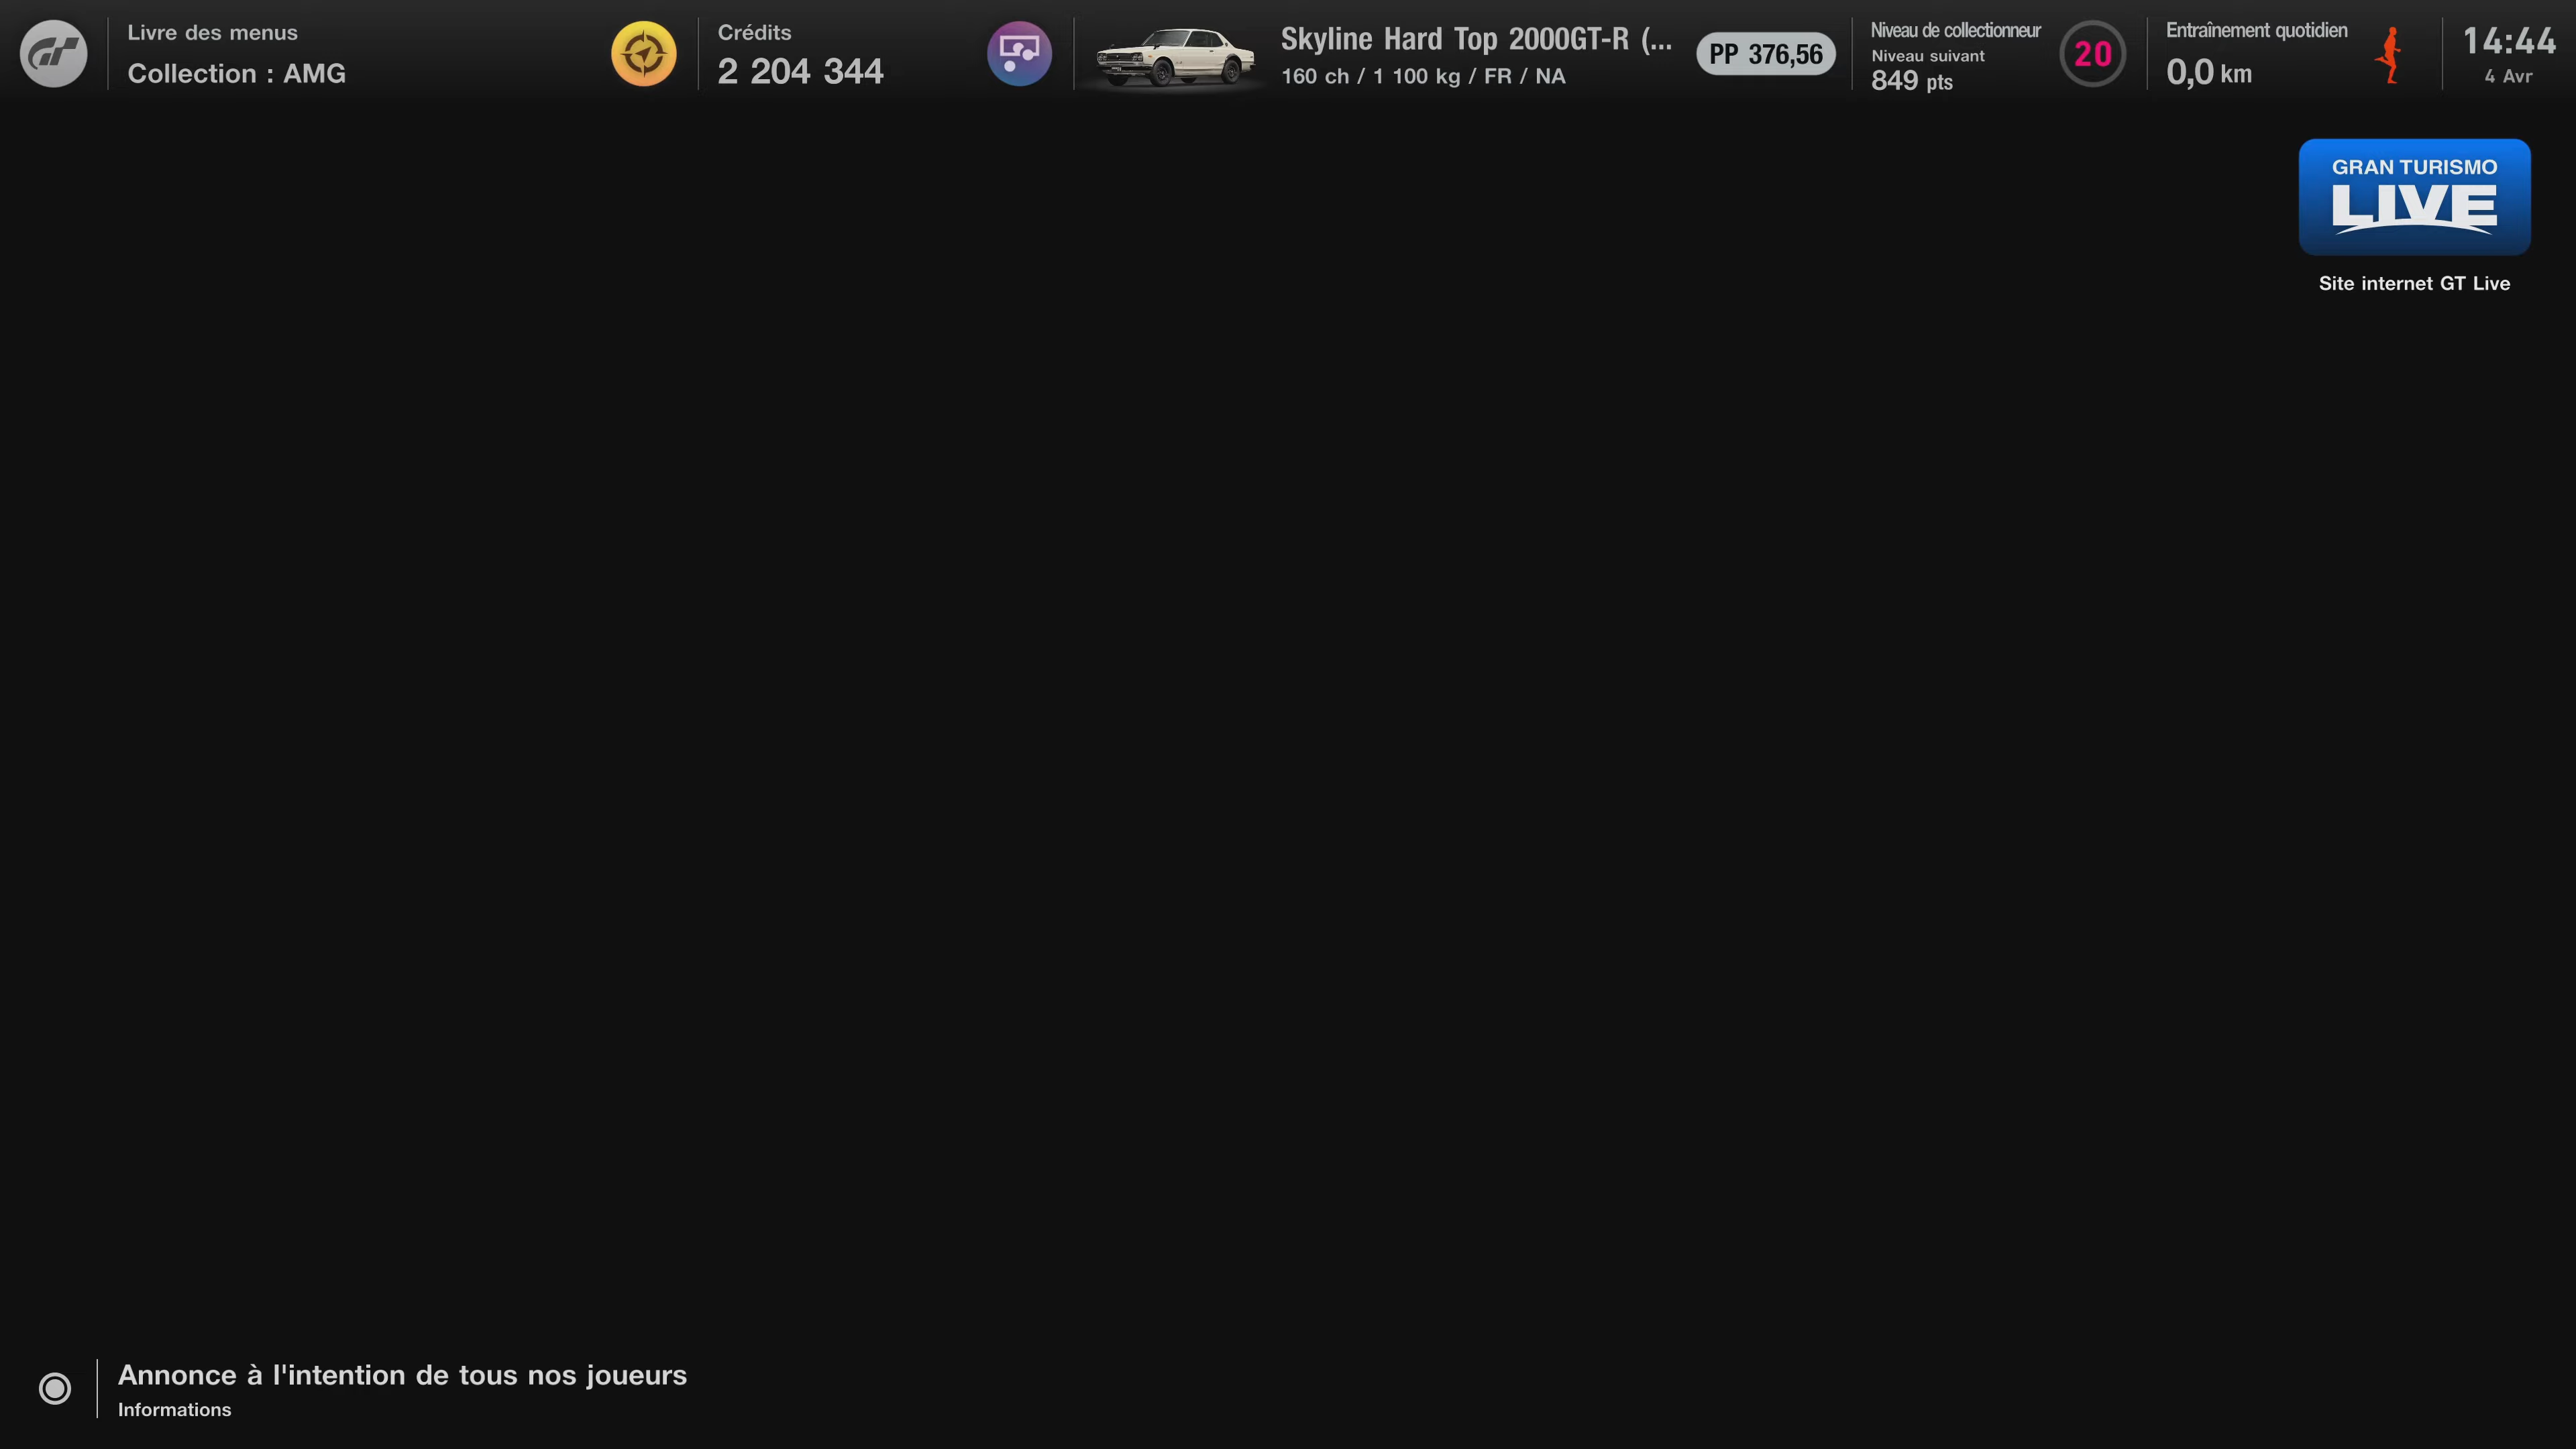 Livre des menus
Collection : AMG
Crédits
2 204 344
Skyline Hard Top 2000GT-R (...
160 ch / 1 100 kg / FR / NA
PP 376,56
Niveau de collectionneur
Niveau suivant
849 pts
20
Entraînement quotidien
0,0 km
14:44
4 Avr
GRAN TURISMO
LIVE
Site internet GT Live
Annonce à l'intention de tous nos joueurs
Informations